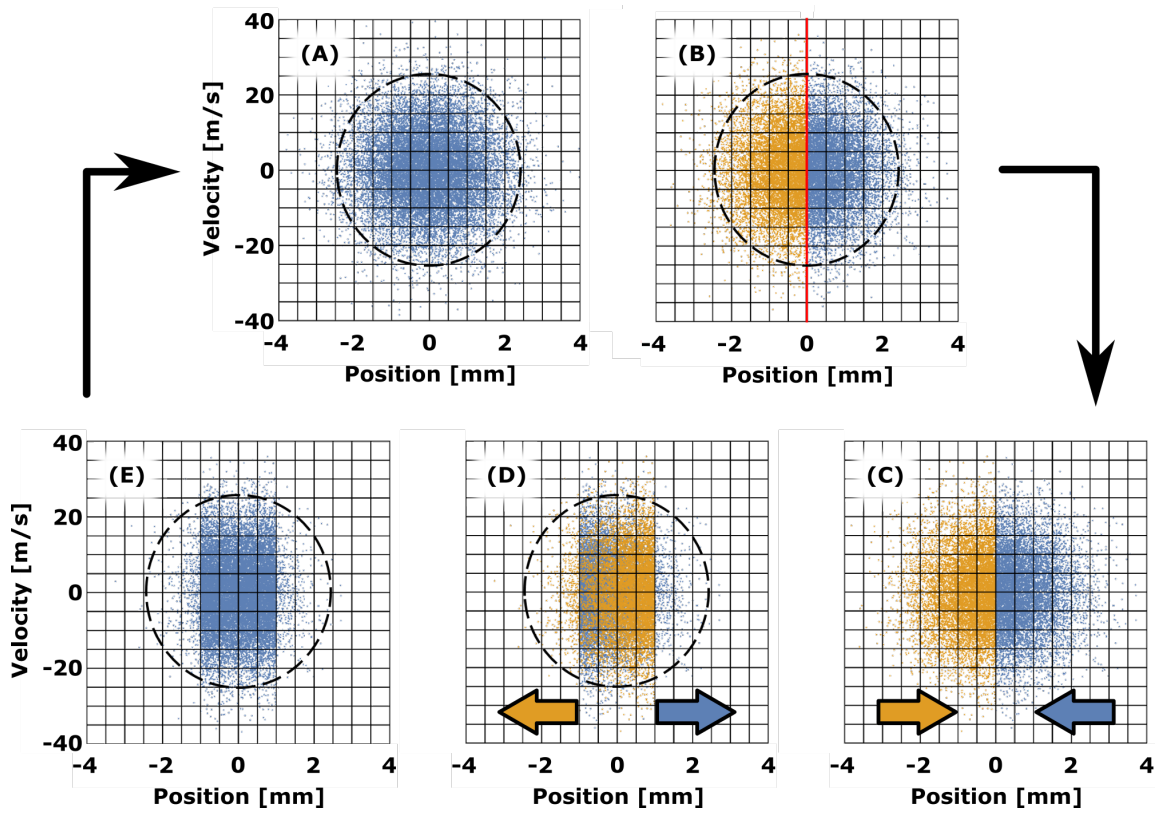 40
20
0
-20
-40
Velocity [m/s]
(A)
-4 -2 0 2 4
Position [mm]
(B)
-4 -2 0 2 4
Position [mm]
40
20
0
-20
-40
Velocity [m/s]
(E)
-4 -2 0 2 4
Position [mm]
(D)
-4 -2 0 2 4
Position [mm]
(C)
-4 -2 0 2 4
Position [mm]